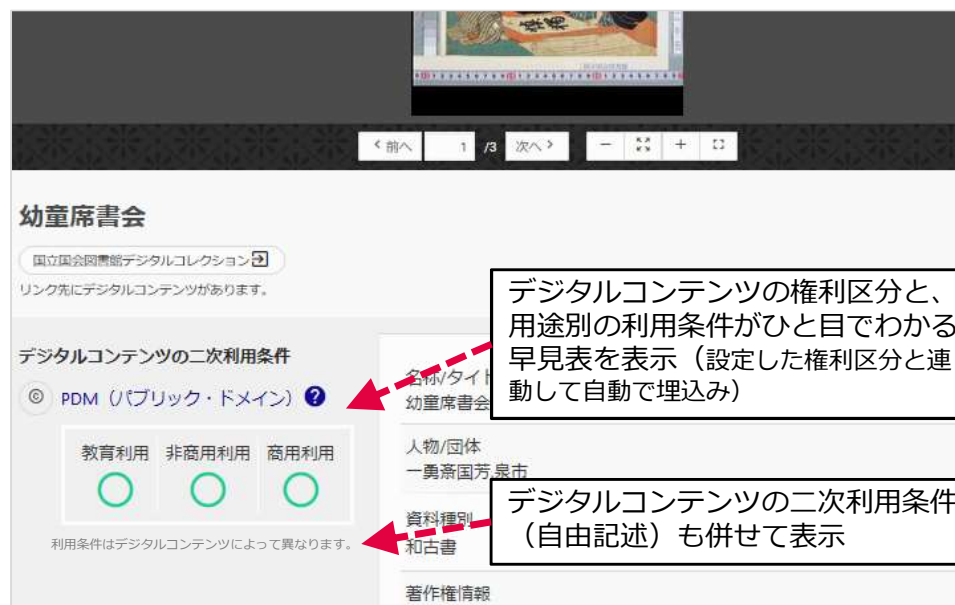 < 前へ 1 /3 次へ >
幼童席書会
国立国会図書館デジタルコレクション
リンク先にデジタルコンテンツがあります。
デジタルコンテンツの二次利用条件
© PDM（パブリック・ドメイン）?
教育利用 非商用利用 商用利用
利用条件はデジタルコンテンツによって異なります。
デジタルコンテンツの権利区分と、
用途別の利用条件がひと目でわかる
早見表を表示（設定した権利区分と連
動して自動で埋込み）
名称/タイト
幼童席書会
人物/団体
一勇斎国芳,泉市
デジタルコンテンツの二次利用条件
（自由記述）も併せて表示
資料種別
和古書
著作権情報